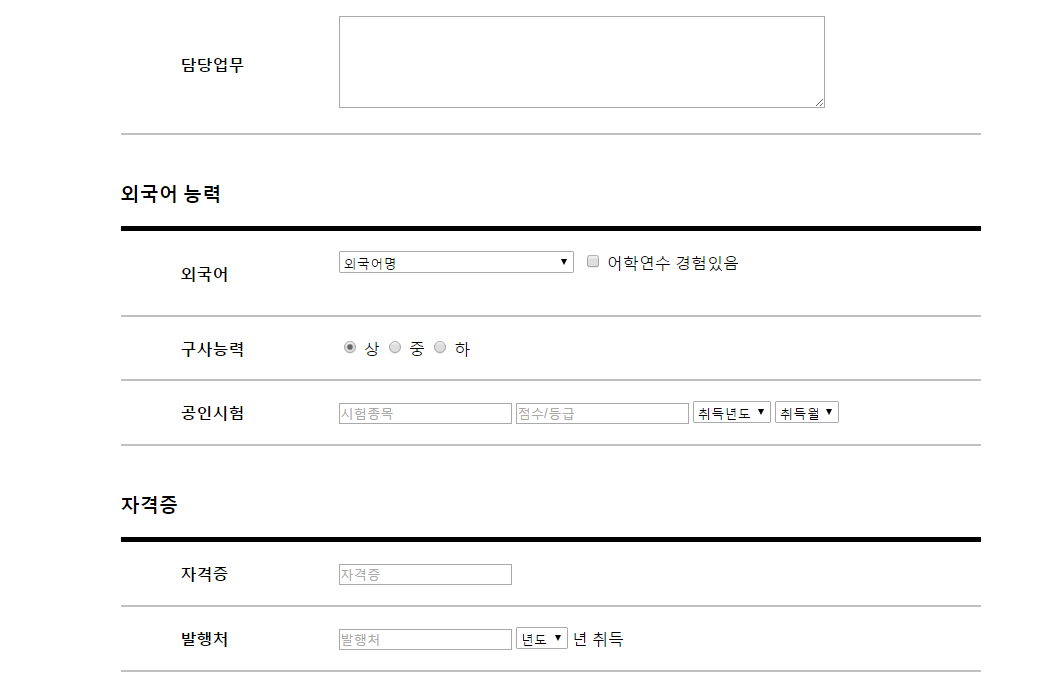 담당업무
외국어 능력
외국어 외국어명 어학연수 경험있음
구사능력 상 중 하
공인시험 시험종목 점수/등급 취득년도 취득월
자격증
자격증 자격증
발행처 발행처 년도 년 취득